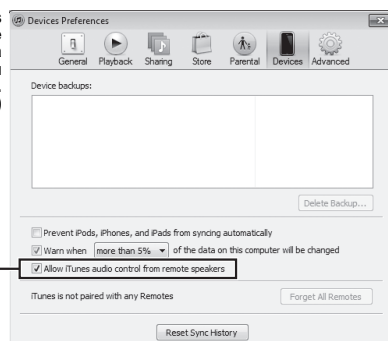 Devices Preferences
General Playback Sharing Store Parental Devices Advanced
Device backups:
Delete Backup...
Prevent iPods, iPhones, and iPads from syncing automatically
Warn when more than 5% of the data on this computer will be changed
Allow iTunes audio control from remote speakers
iTunes is not paired with any Remotes
Forget All Remotes
Reset Sync History